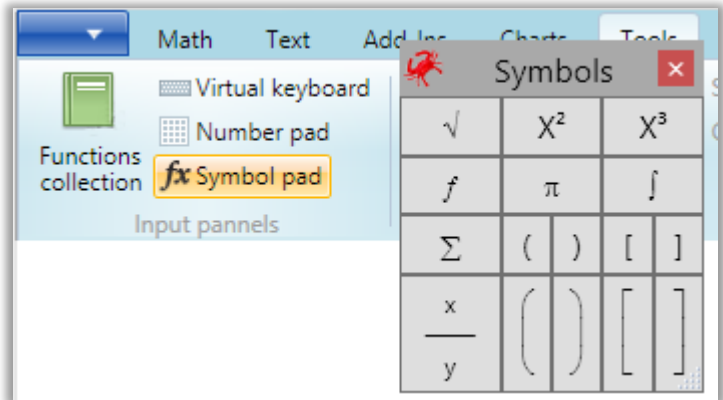 Math Text Add-Ins Charts Tools
Virtual keyboard
Number pad
Functions
collection
fx Symbol pad
Input pannels
Symbols
√ X² X³
f π ∫
Σ ( ) [ ]
x
y
( ) [ ]